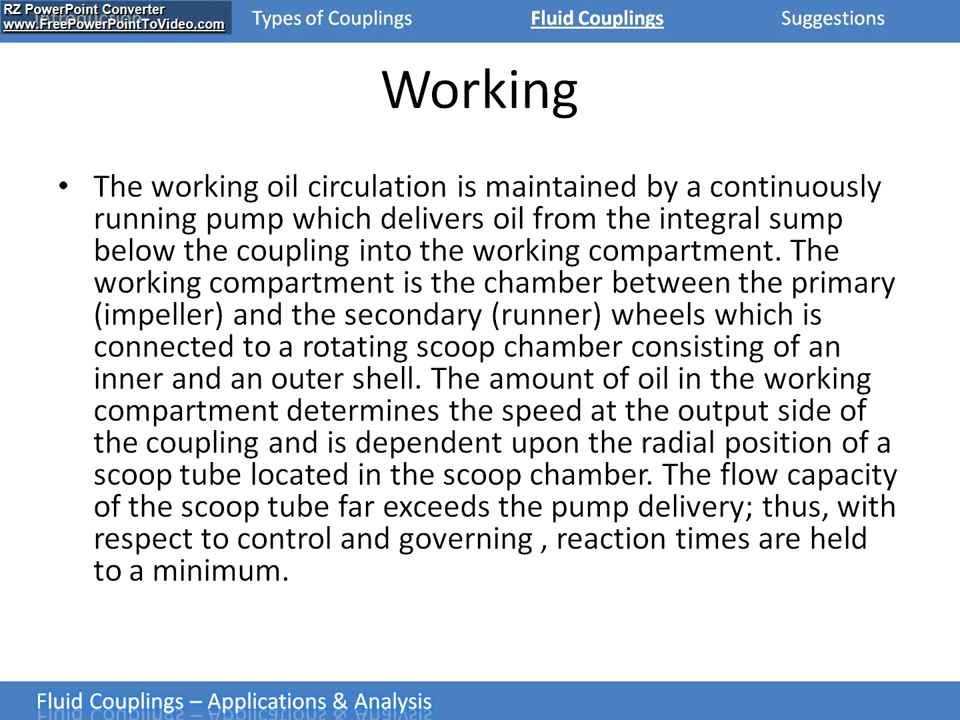 RZ PowerPoint Converter
www.FreePowerPointToVideo.com
Types of Couplings
Fluid Couplings
Suggestions
Working
• The working oil circulation is maintained by a continuously
running pump which delivers oil from the integral sump
below the coupling into the working compartment. The
working compartment is the chamber between the primary
(impeller) and the secondary (runner) wheels which is
connected to a rotating scoop chamber consisting of an
inner and an outer shell. The amount of oil in the working
compartment determines the speed at the output side of
the coupling and is dependent upon the radial position of a
scoop tube located in the scoop chamber. The flow capacity
of the scoop tube far exceeds the pump delivery; thus, with
respect to control and governing , reaction times are held
to a minimum.
Fluid Couplings – Applications & Analysis